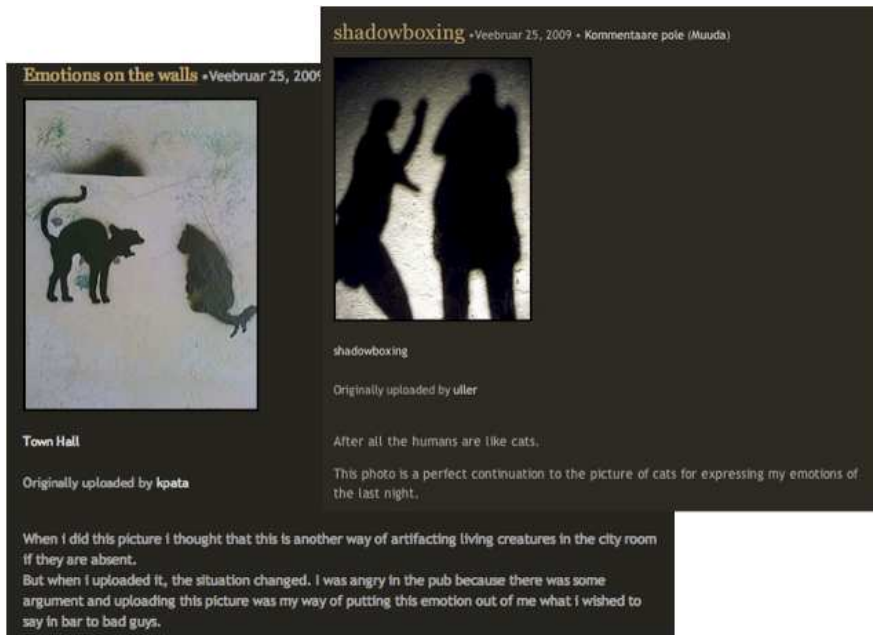 Emotions on the walls •Veebruar 25, 2009
Town Hall
Originally uploaded by kpata
When i did this picture i thought that this is another way of artifacting living creatures in the city room
if they are absent.
But when i uploaded it, the situation changed. I was angry in the pub because there was some
argument and uploading this picture was my way of putting this emotion out of me what i wished to
say in bar to bad guys.
shadowboxing •Veebruar 25, 2009 • Kommentaare pole (Muuda)
shadowboxing
Originally uploaded by uller
After all the humans are like cats.
This photo is a perfect continuation to the picture of cats for expressing my emotions of
the last night.